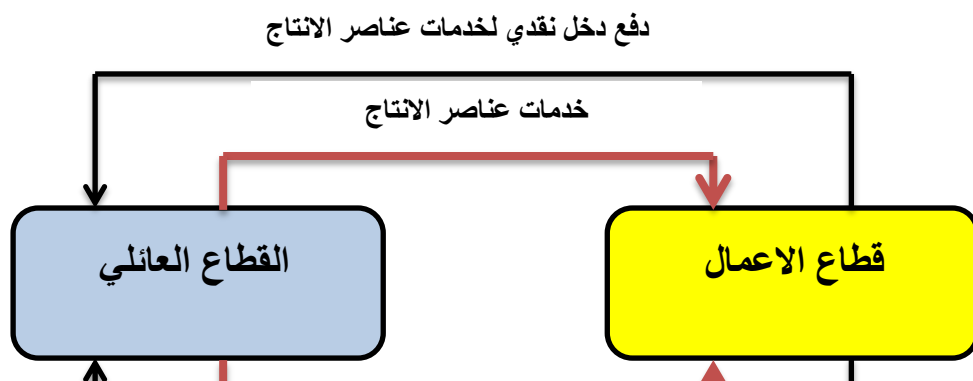 دفع دخل نقدي لخدمات عناصر الانتاج
خدمات عناصر الانتاج
قطاع الاعمال
القطاع العائلي